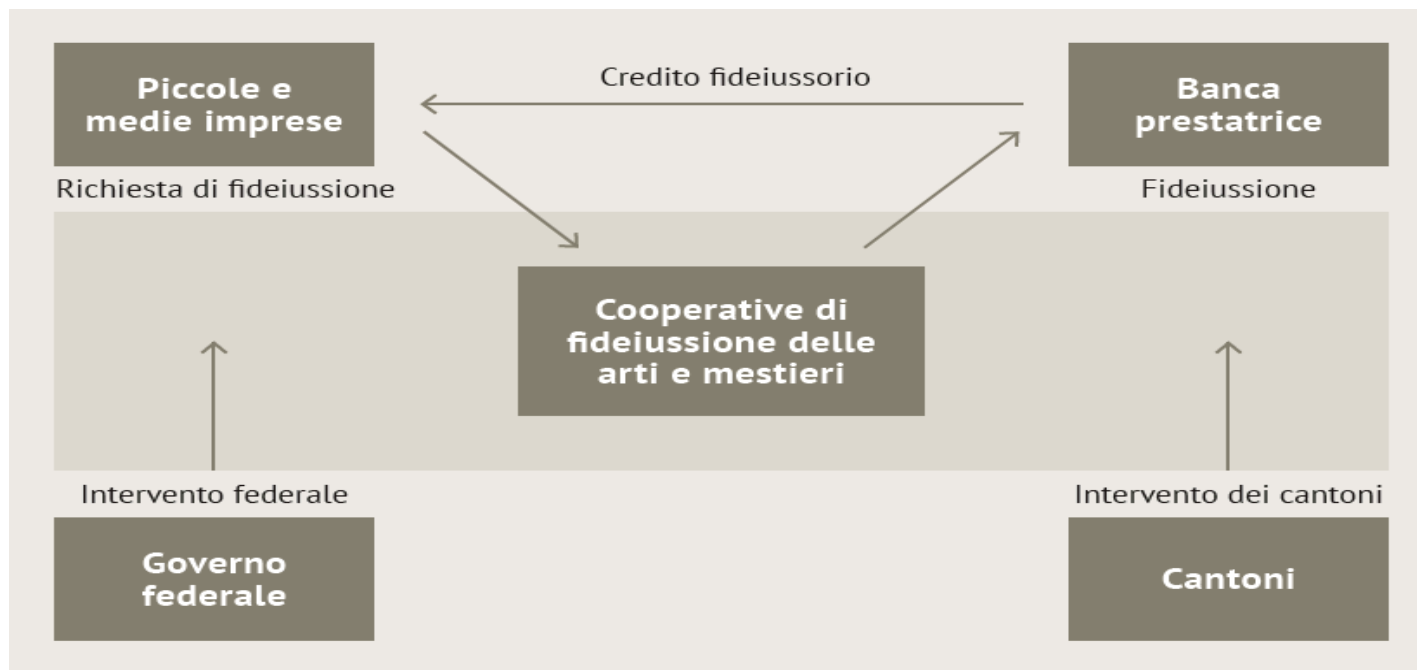 Piccole e
medie imprese
Credito fideiussorio
Banca
prestatrice
Richiesta di fideiussione
Fideiussione
Cooperative di
fideiussione delle
arti e mestieri
Intervento federale
Intervento dei cantoni
Governo
federale
Cantoni